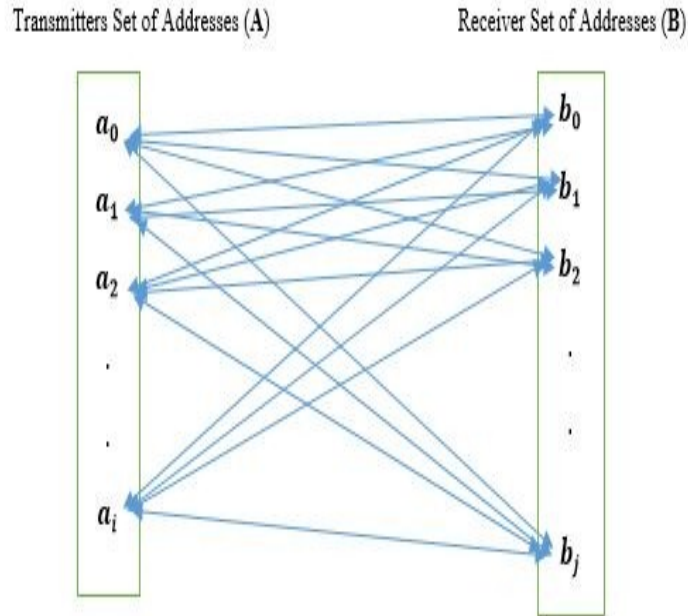 Transmitters Set of Addresses (A) Receiver Set of Addresses (B)
a₀ b₀
a₁ b₁
a₂ b₂
. .
. .
aᵢ bⱼ